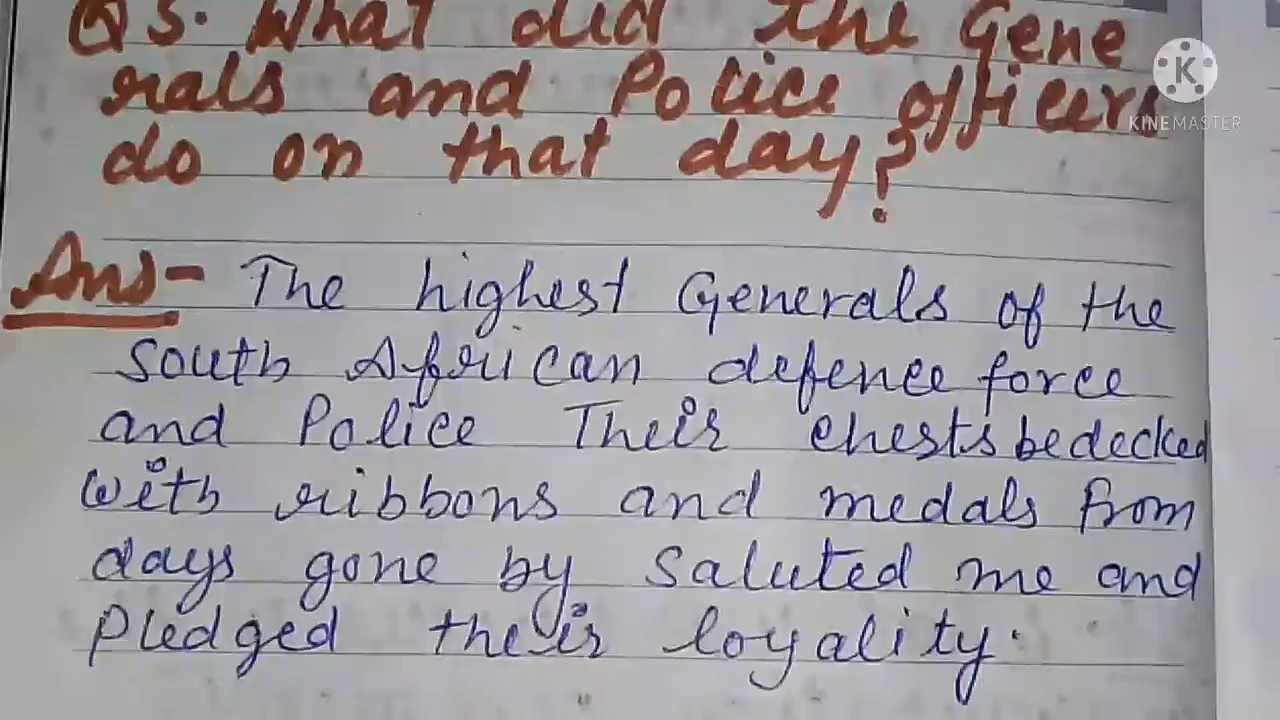 Q 3. What did the Gene
rals and Police officers
do on that day?
KINEMASTER
Ans- The highest Generals of the
South African defence force
and Police Their chests bedecked
with ribbons and medals from
days gone by saluted me and
pledged their loyality.